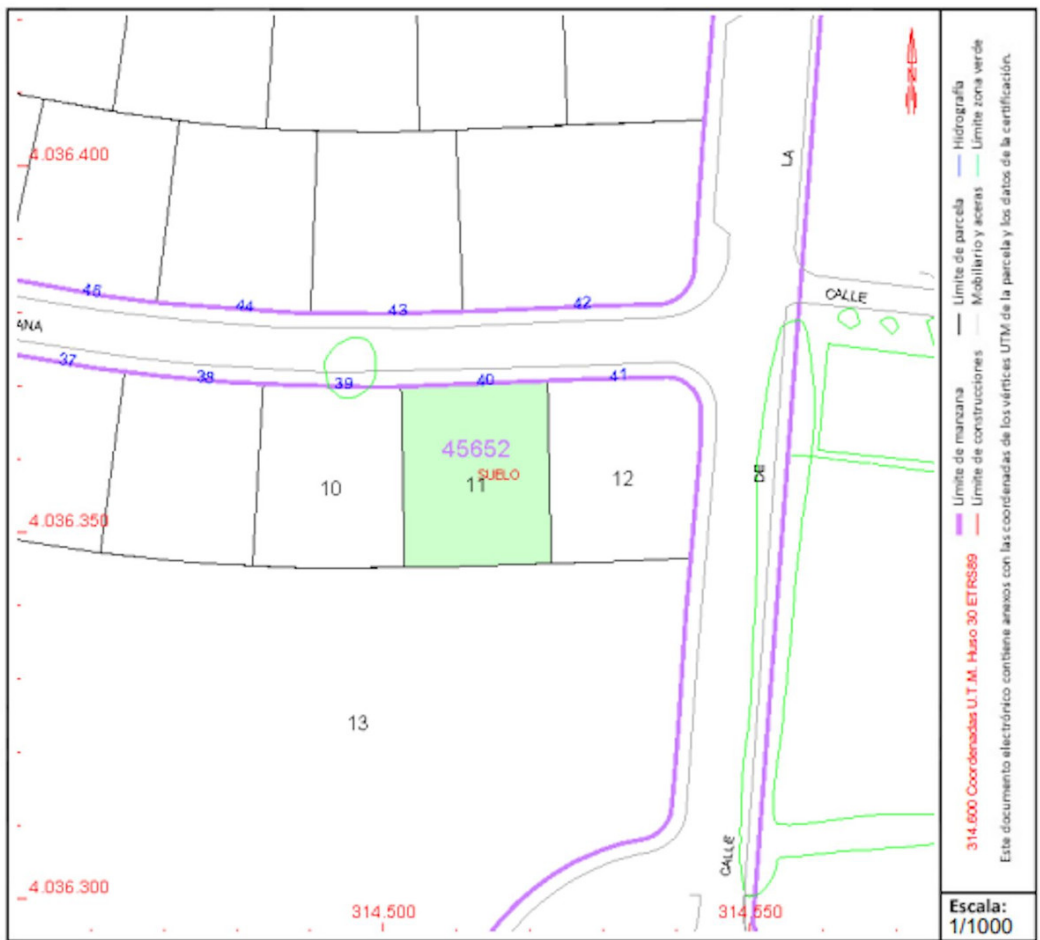 4.036.400
LA
45
44
43
42
CALLE
ANA
37
38
39
40
41
45652
SUELO
10
11
12
DE
4.036.350
13
CALLE
4.036.300
314.500
314.550
Límite de manzana
Límite de parcela
Hidrografía
314.600 Coordenadas U.T.M. Huso 30 ETRS89
Límite de construcciones
Mobiliario y aceras
Límite zona verde
Este documento electrónico contiene anexos con las coordenadas de los vértices UTM de la parcela y los datos de la certificación.
Escala:
1/1000